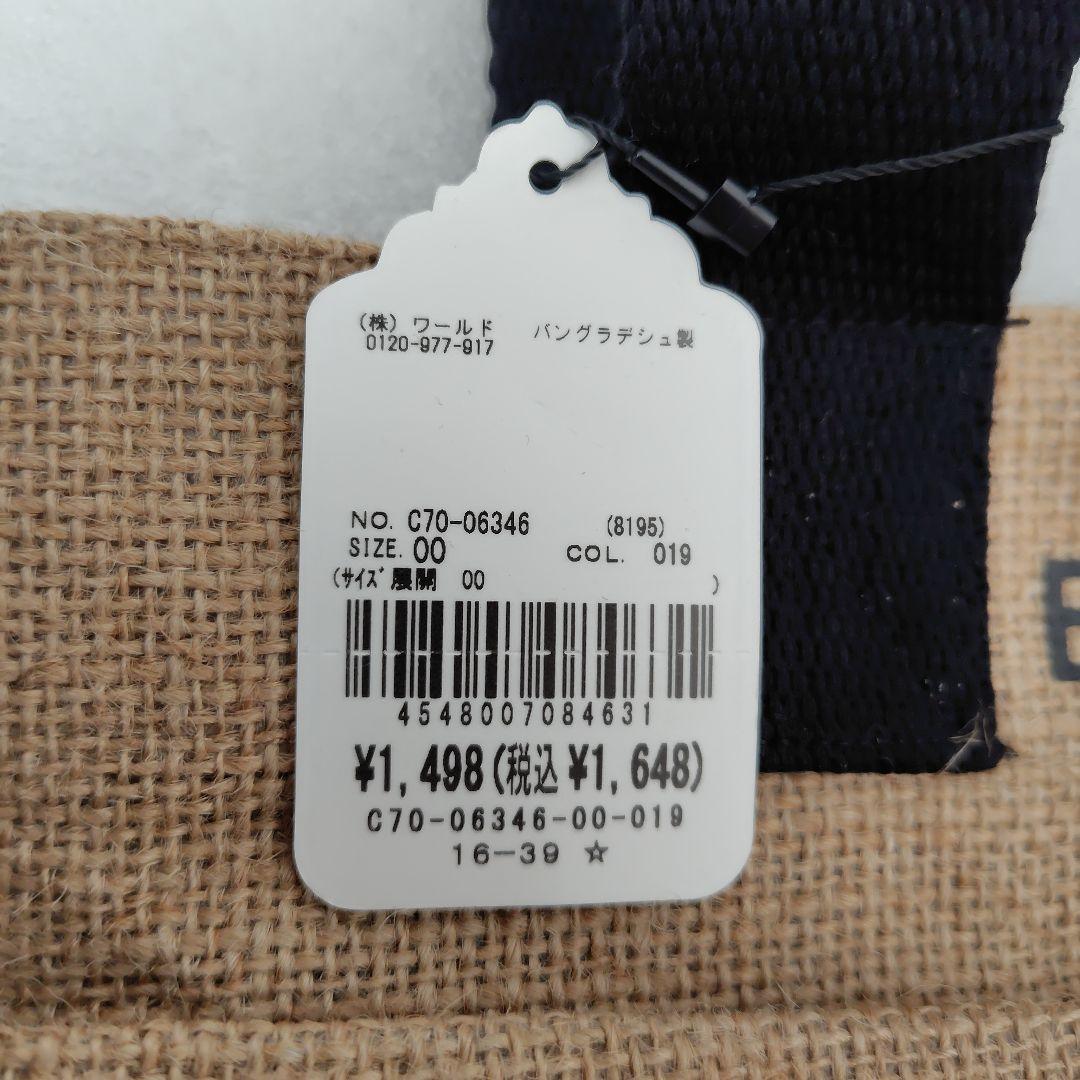 (株) ワールド バングラデシュ製
0120-977-917
NO. C70-06346 (8195)
SIZE. 00 COL. 019
(サイズ展開 00 )
4548007084631
¥1,498(税込¥1,648)
C70-06346-00-019
16-39 ☆